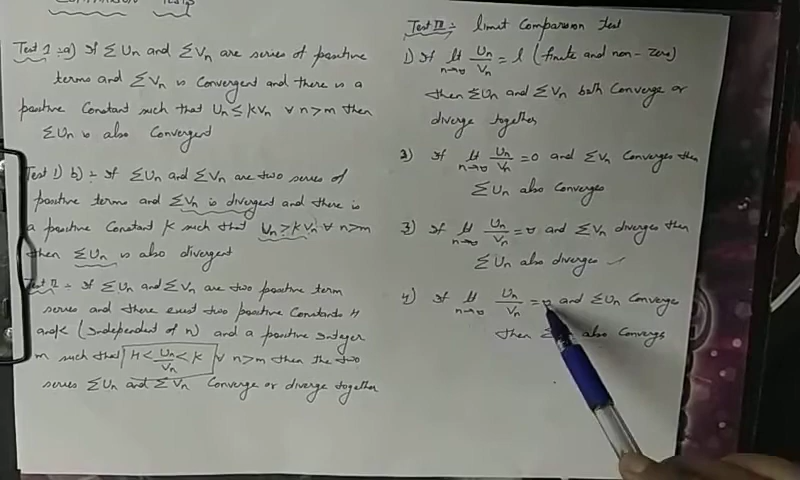 Comparison Tests
Test 1 :- a) If ΣUn and ΣVn are series of positive
terms and ΣVn is Convergent and there is a
positive Constant such that Un ≤ kVn ∀ n>m then
ΣUn is also Convergent
Test 1) b) :- If ΣUn and ΣVn are two series of
positive terms and ΣVn is divergent and there is
a positive Constant K such that Un > kVn ∀ n>m
then ΣUn is also divergent
Test II :- If ΣUn and ΣVn are two positive term
series and there exist two positive Constants H
and K (independent of n) and a positive integer
m such that H < Un/Vn < K ∀ n>m then the two
series ΣUn and ΣVn Converge or diverge together
Test III :- limit Comparison Test
1) If lt n→∞ Un/Vn = l (finite and non-zero)
then ΣUn and ΣVn both Converge or
diverge together
2) If lt n→∞ Un/Vn = 0 and ΣVn Converges then
ΣUn also Converges
3) If lt n→∞ Un/Vn = ∞ and ΣVn diverges then
ΣUn also diverges
4) If lt n→∞ Un/Vn = and ΣUn Converges
then Σ also Converges